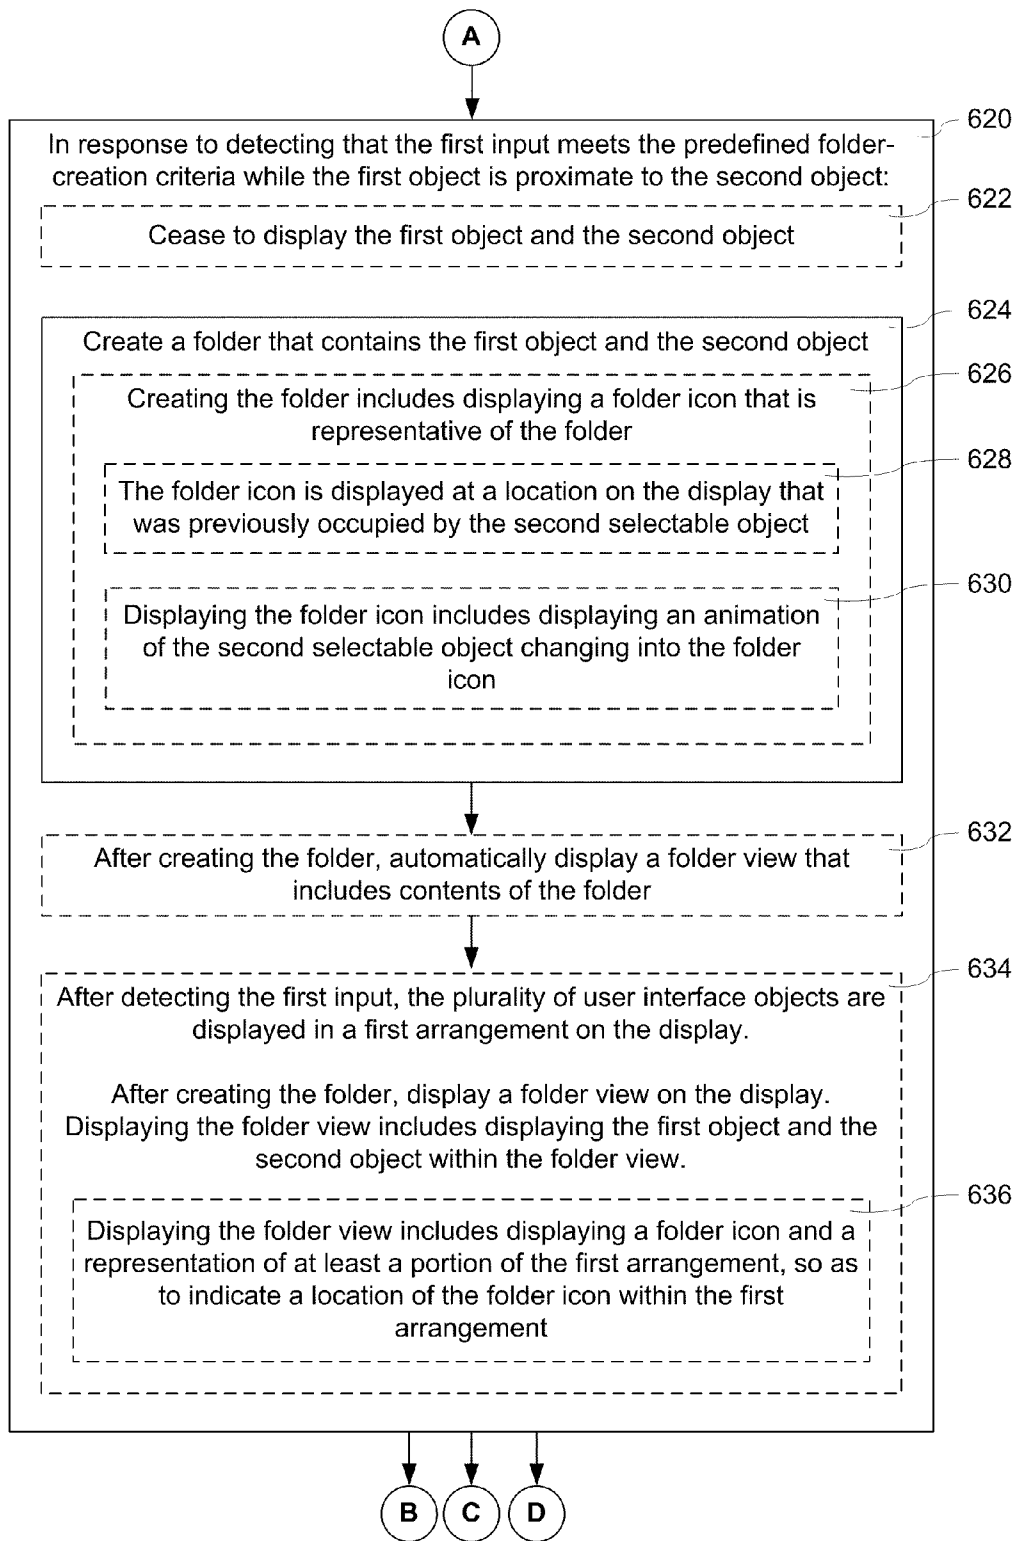 A
620
In response to detecting that the first input meets the predefined folder-
creation criteria while the first object is proximate to the second object:
622
Cease to display the first object and the second object
624
Create a folder that contains the first object and the second object
626
Creating the folder includes displaying a folder icon that is
representative of the folder
628
The folder icon is displayed at a location on the display that
was previously occupied by the second selectable object
630
Displaying the folder icon includes displaying an animation
of the second selectable object changing into the folder
icon
632
After creating the folder, automatically display a folder view that
includes contents of the folder
634
After detecting the first input, the plurality of user interface objects are
displayed in a first arrangement on the display.
After creating the folder, display a folder view on the display.
Displaying the folder view includes displaying the first object and the
second object within the folder view.
636
Displaying the folder view includes displaying a folder icon and a
representation of at least a portion of the first arrangement, so as
to indicate a location of the folder icon within the first
arrangement
B C D